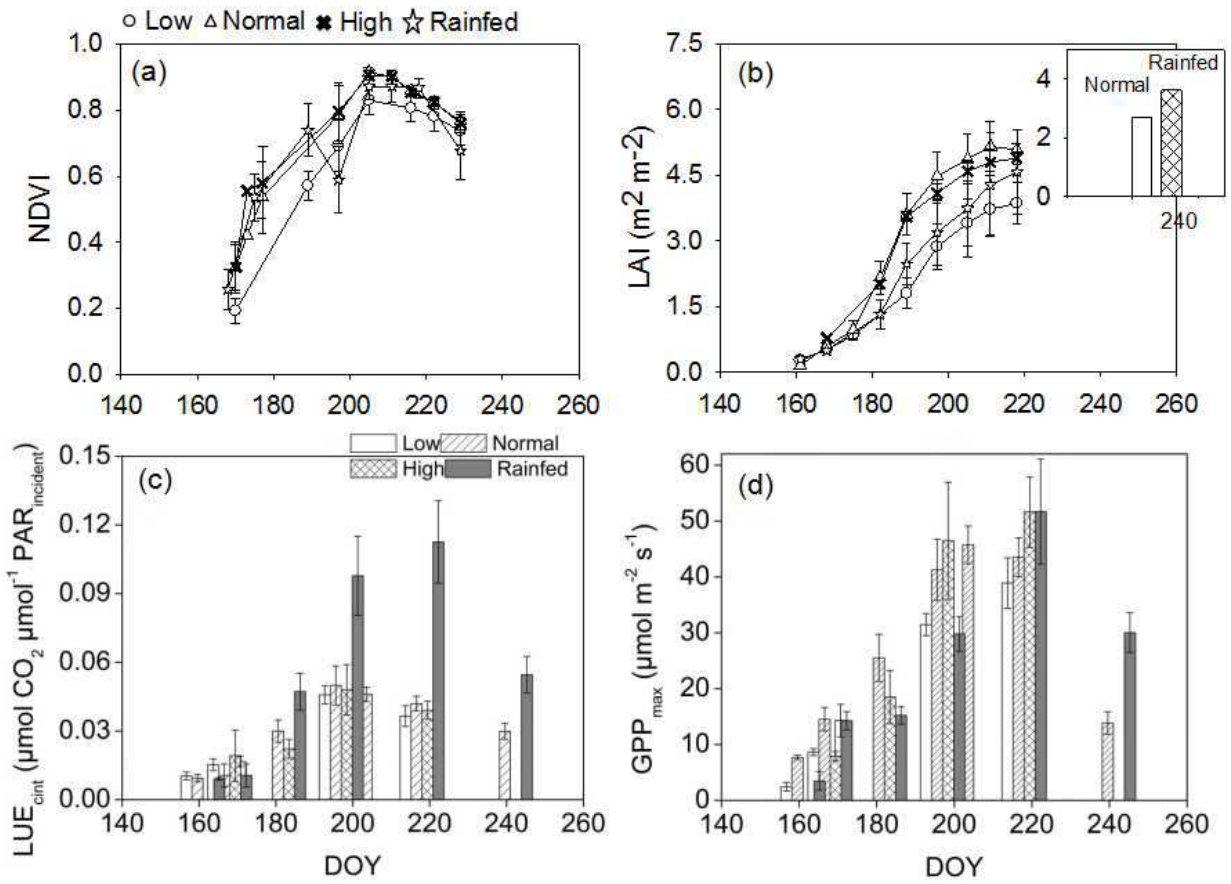 Low Normal High Rainfed
(a)
1.0
0.8
0.6
0.4
0.2
0.0
NDVI
140 160 180 200 220 240 260
(b)
7.5
6.0
4.5
3.0
1.5
0.0
LAI (m2 m-2)
140 160 180 200 220 240 260
Rainfed
Normal
4
2
0
240
Low Normal
High Rainfed
(c)
0.15
0.12
0.09
0.06
0.03
0.00
LUEcint (μmol CO2 μmol-1 PARincident)
140 160 180 200 220 240 260
DOY
(d)
60
50
40
30
20
10
0
GPPmax (μmol m-2 s-1)
140 160 180 200 220 240 260
DOY